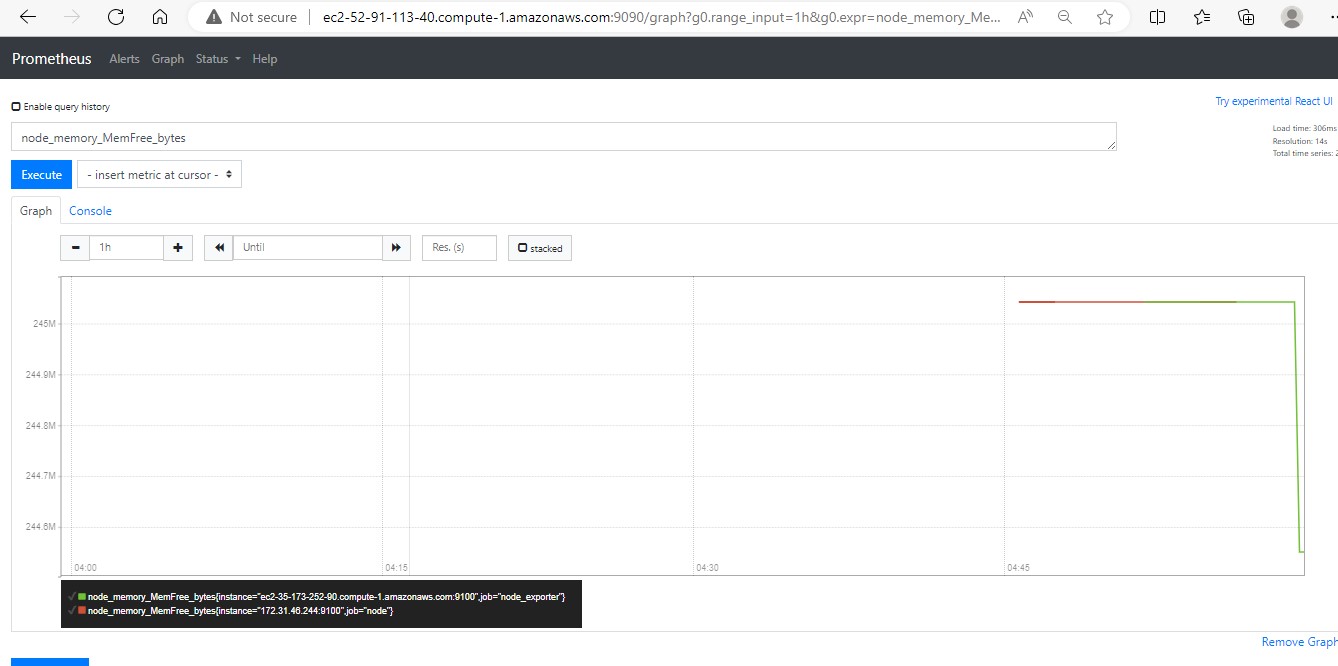 Not secure ec2-52-91-113-40.compute-1.amazonaws.com:9090/graph?g0.range_input=1h&g0.expr=node_memory_Me...
Prometheus Alerts Graph Status Help
Enable query history
Try experimental React UI
node_memory_MemFree_bytes
Load time: 306ms
Resolution: 14s
Total time series: 2
Execute - insert metric at cursor -
Graph Console
1h Until Res. (s) stacked
245M
244.9M
244.8M
244.7M
244.6M
04:00 04:15 04:30 04:45
node_memory_MemFree_bytes{instance="ec2-35-173-252-90.compute-1.amazonaws.com:9100",job="node_exporter"}
node_memory_MemFree_bytes{instance="172.31.46.244:9100",job="node"}
Remove Graph